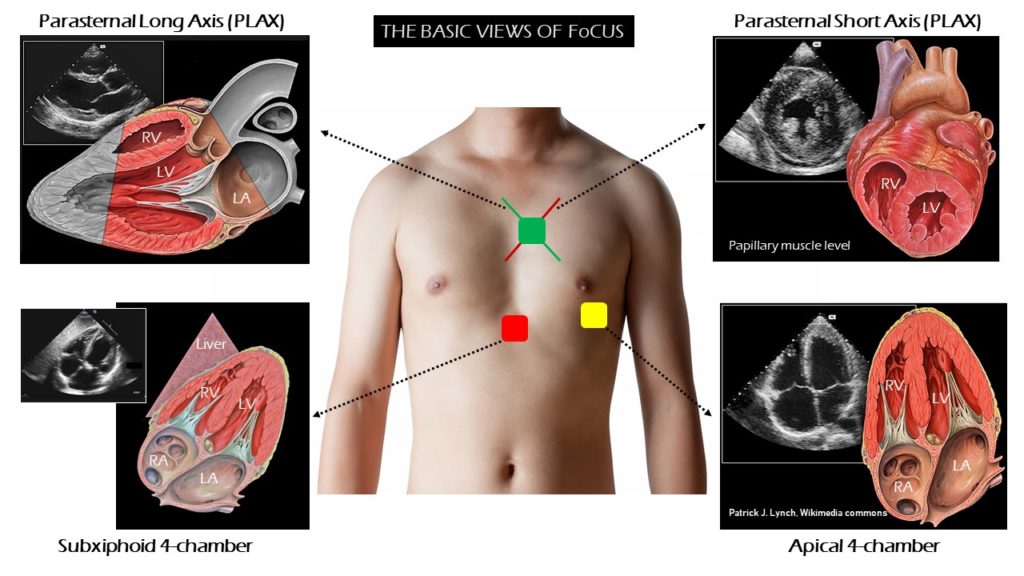 Parasternal Long Axis (PLAX)
THE BASIC VIEWS OF FoCUS
Parasternal Short Axis (PLAX)
RV
LV
LA
RV
LV
Papillary muscle level
Liver
RV
LV
RA
LA
RV
LV
LA
RA
Patrick J. Lynch, Wikimedia commons
Subxiphoid 4-chamber
Apical 4-chamber